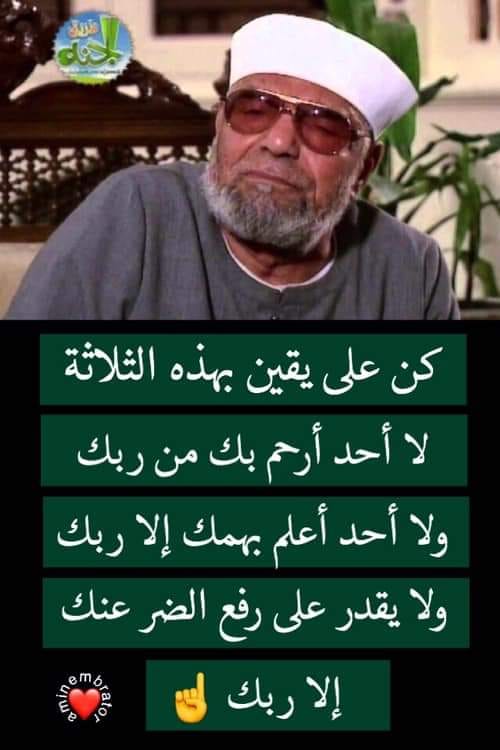 طريق
الجنة
كن على يقين بهذه الثلاثة
لا أحد أرحم بك من ربك
ولا أحد أعلم بهمك إلا ربك
ولا يقدر على رفع الضر عنك
إلا ربك ☝️
aminembrator